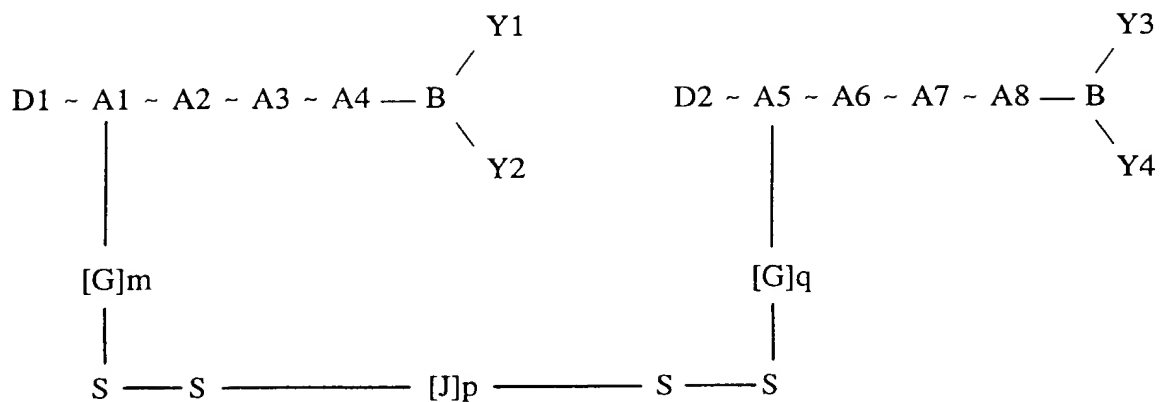 Y1 Y3
D1 ~ A1 ~ A2 ~ A3 ~ A4 — B D2 ~ A5 ~ A6 ~ A7 ~ A8 — B
Y2 Y4
[G]m [G]q
S — S — [J]p — S — S